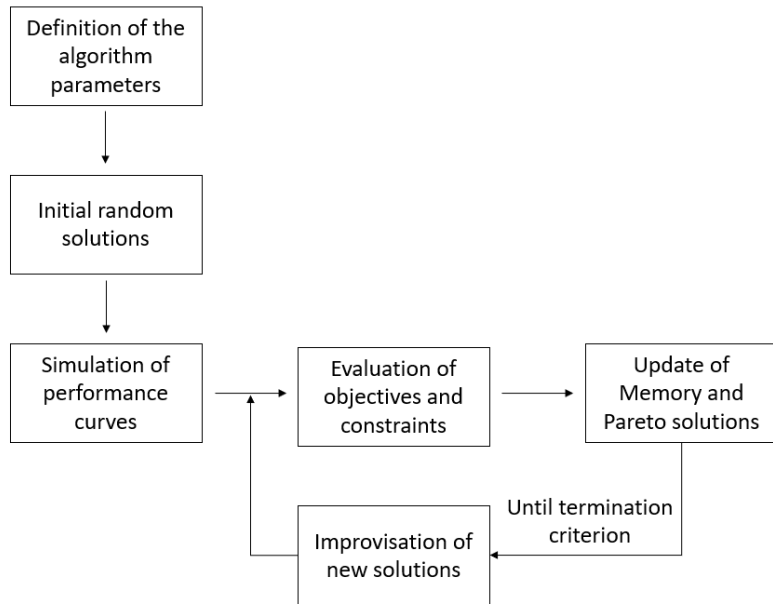 Definition of the
algorithm
parameters
Initial random
solutions
Simulation of
performance
curves
Evaluation of
objectives and
constraints
Update of
Memory and
Pareto solutions
Until termination
criterion
Improvisation of
new solutions